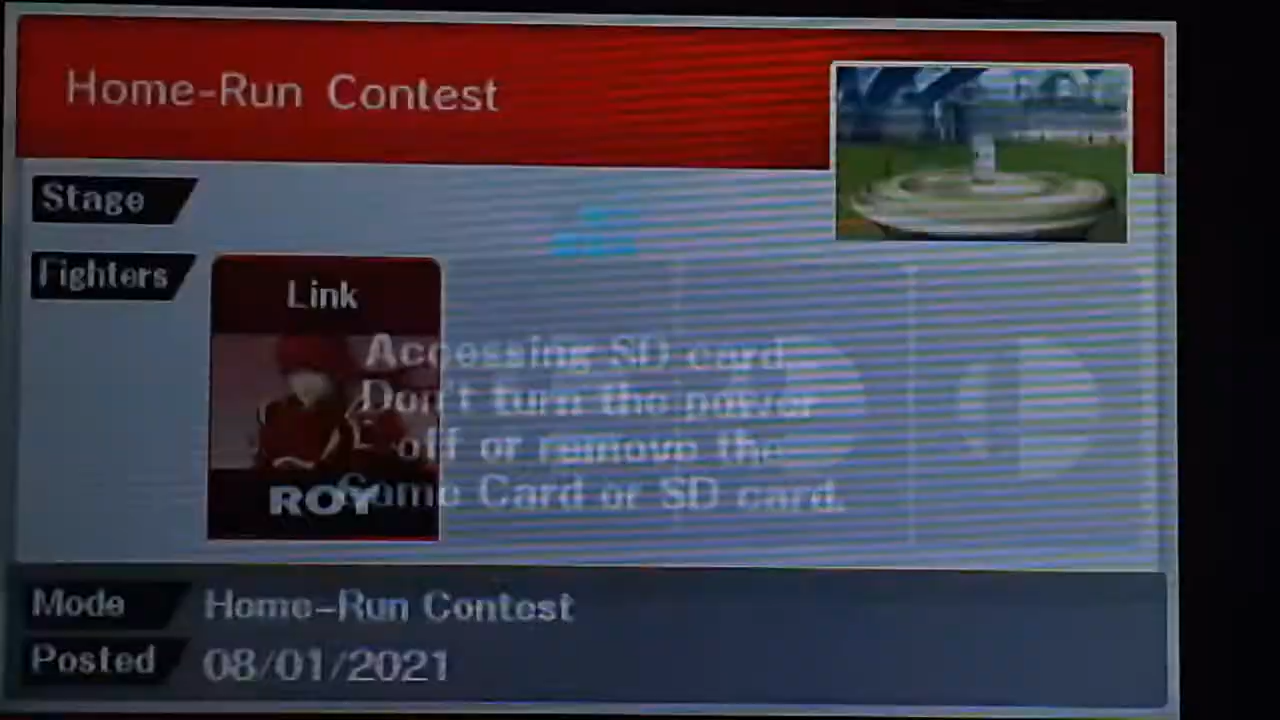 Home-Run Contest
Stage
Fighters
Link
Accessing SD card...
Don't turn the power
off or remove the
Game Card or SD card.
ROY
Mode Home-Run Contest
Posted 08/01/2021